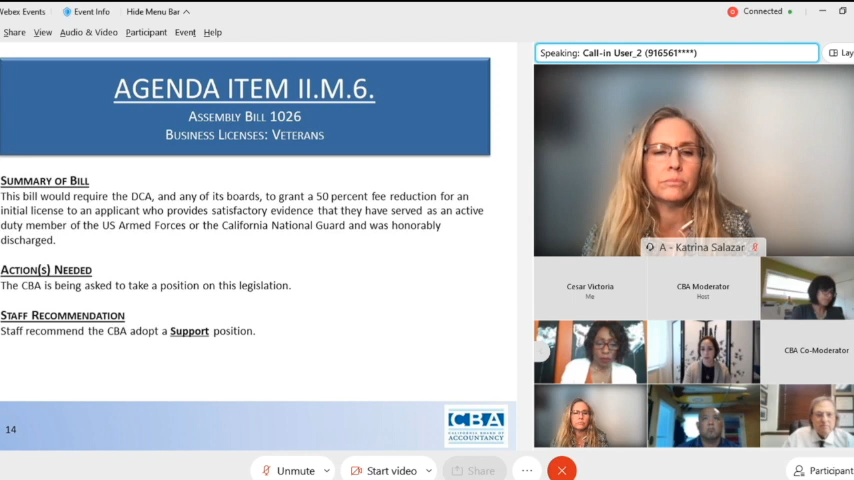 Webex Events
Event Info
Hide Menu Bar
Connected
Share View Audio & Video Participant Event Help
Speaking: Call-in User_2 (916561****)
Lay
AGENDA ITEM II.M.6.
ASSEMBLY BILL 1026
BUSINESS LICENSES: VETERANS
SUMMARY OF BILL
This bill would require the DCA, and any of its boards, to grant a 50 percent fee reduction for an
initial license to an applicant who provides satisfactory evidence that they have served as an active
duty member of the US Armed Forces or the California National Guard and was honorably
discharged.
ACTION(S) NEEDED
The CBA is being asked to take a position on this legislation.
STAFF RECOMMENDATION
Staff recommend the CBA adopt a Support position.
14
CBA
CALIFORNIA BOARD OF
ACCOUNTANCY
A - Katrina Salazar
Cesar Victoria
Me
CBA Moderator
Host
CBA Co-Moderator
Unmute
Start video
Share
Participant